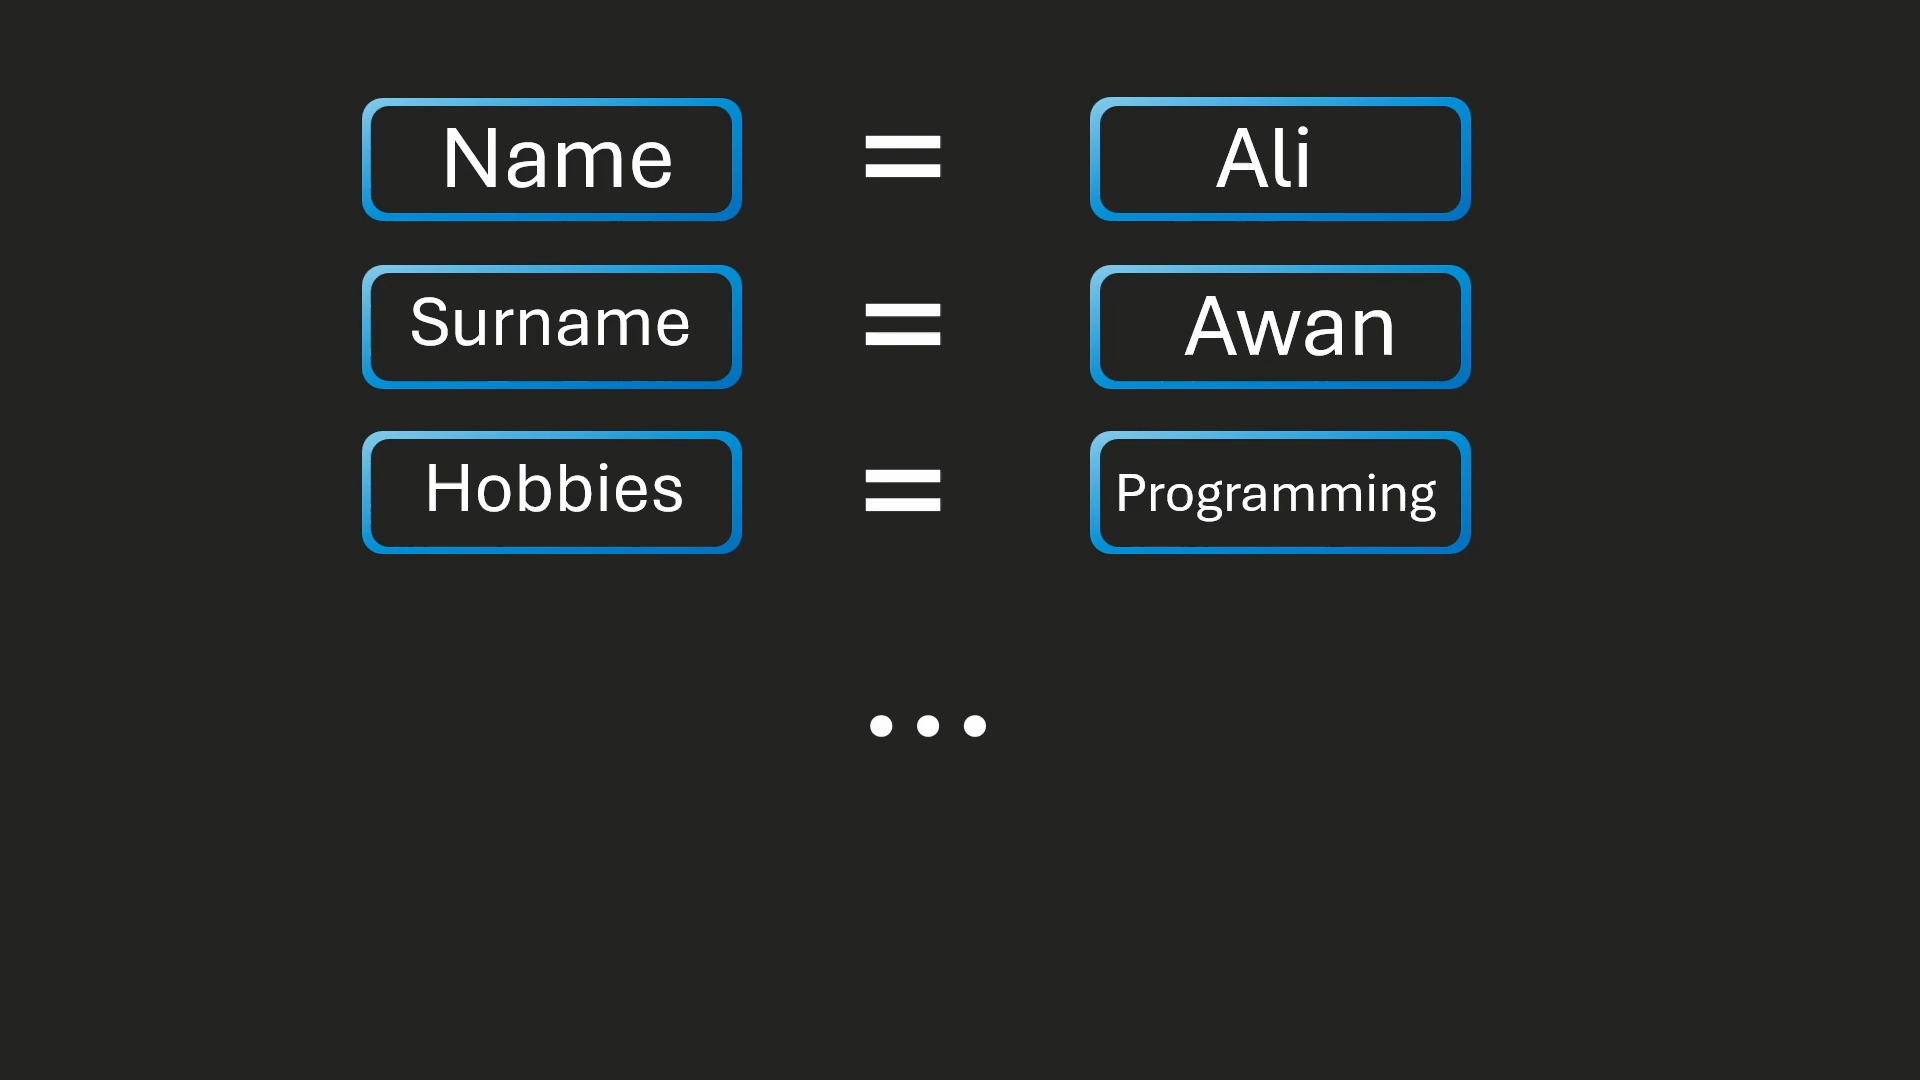 Name = Ali
Surname = Awan
Hobbies = Programming
...